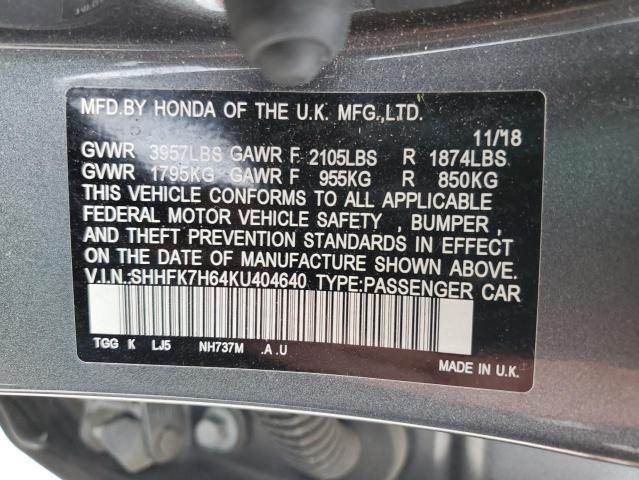 MFD.BY HONDA OF THE U.K. MFG.,LTD.
11/18
GVWR 3957LBS GAWR F 2105LBS R 1874LBS
GVWR 1795KG GAWR F 955KG R 850KG
THIS VEHICLE CONFORMS TO ALL APPLICABLE
FEDERAL MOTOR VEHICLE SAFETY , BUMPER ,
AND THEFT PREVENTION STANDARDS IN EFFECT
ON THE DATE OF MANUFACTURE SHOWN ABOVE.
V.I.N.:SHHFK7H64KU404640 TYPE:PASSENGER CAR
TGG K LJ5 NH737M .A .U
MADE IN U.K.